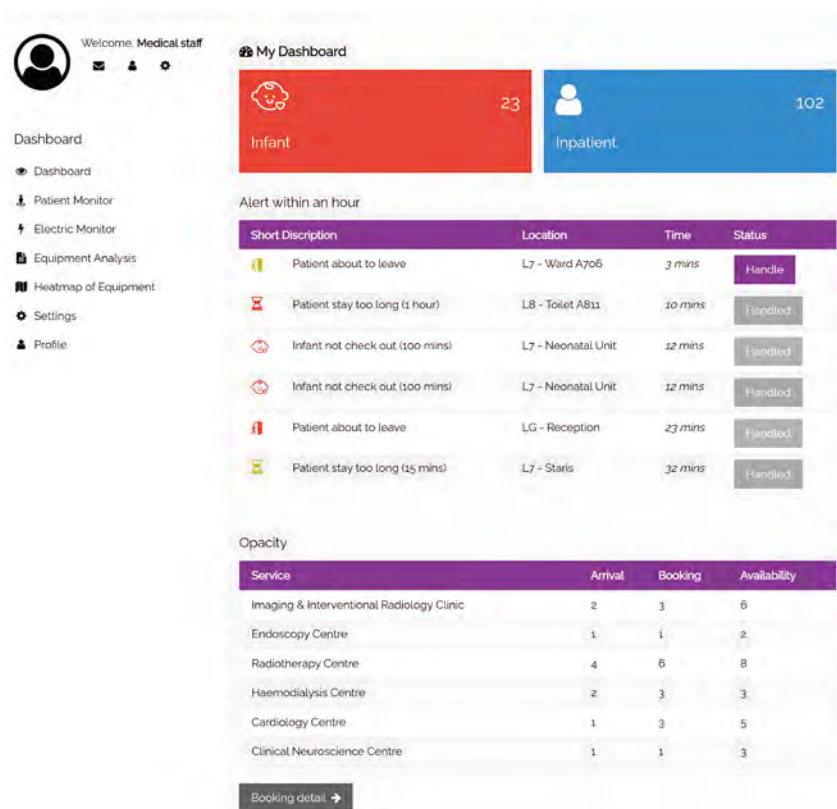 Welcome, Medical staff
My Dashboard
23
Infant
102
Inpatient
Dashboard
Dashboard
Patient Monitor
Electric Monitor
Equipment Analysis
Heatmap of Equipment
Settings
Profile
Alert within an hour
Short Discription Location Time Status
Patient about to leave L7 - Ward A706 3 mins Handle
Patient stay too long (1 hour) L8 - Toilet A811 10 mins Handled
Infant not check out (100 mins) L7 - Neonatal Unit 12 mins Handled
Infant not check out (100 mins) L7 - Neonatal Unit 12 mins Handled
Patient about to leave LG - Reception 23 mins Handled
Patient stay too long (15 mins) L7 - Staris 32 mins Handled
Opacity
Service Arrival Booking Availability
Imaging & Interventional Radiology Clinic 2 3 6
Endoscopy Centre 1 1 2
Radiotherapy Centre 4 6 8
Haemodialysis Centre 2 3 3
Cardiology Centre 1 3 5
Clinical Neuroscience Centre 1 1 3
Booking detail →